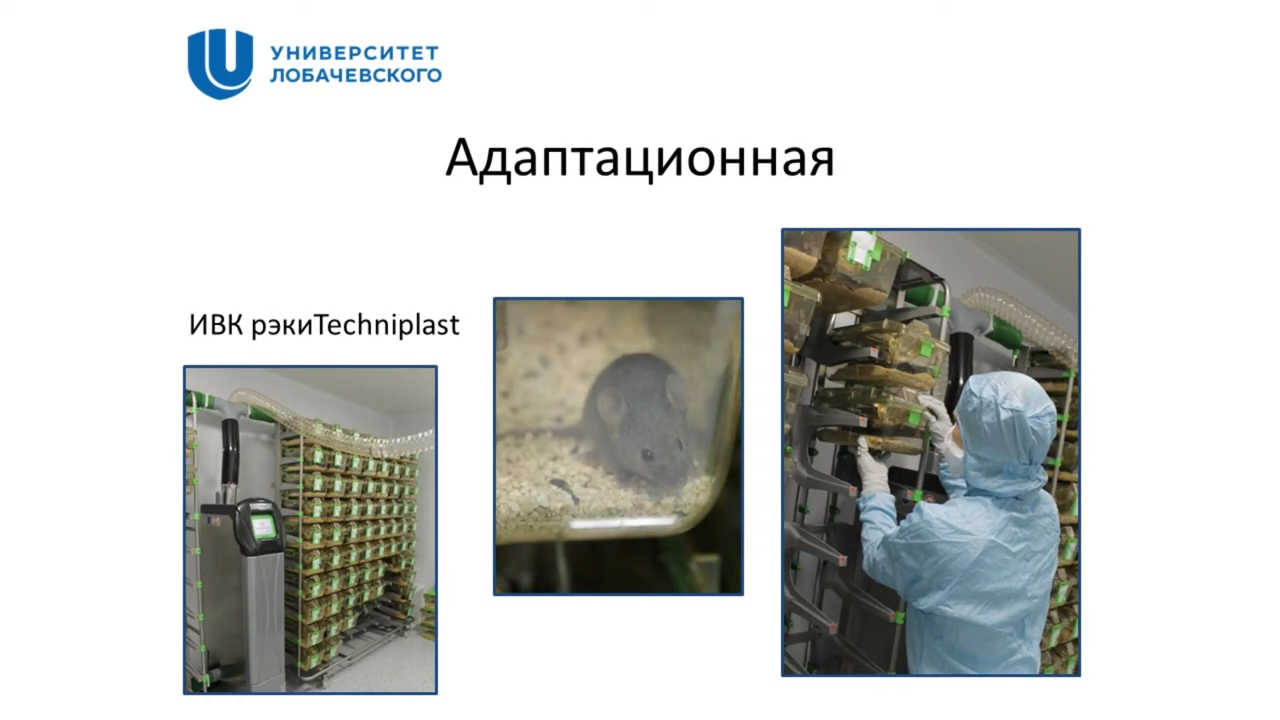 УНИВЕРСИТЕТ
ЛОБАЧЕВСКОГО
Адаптационная
ИВК рэкиTechniplast